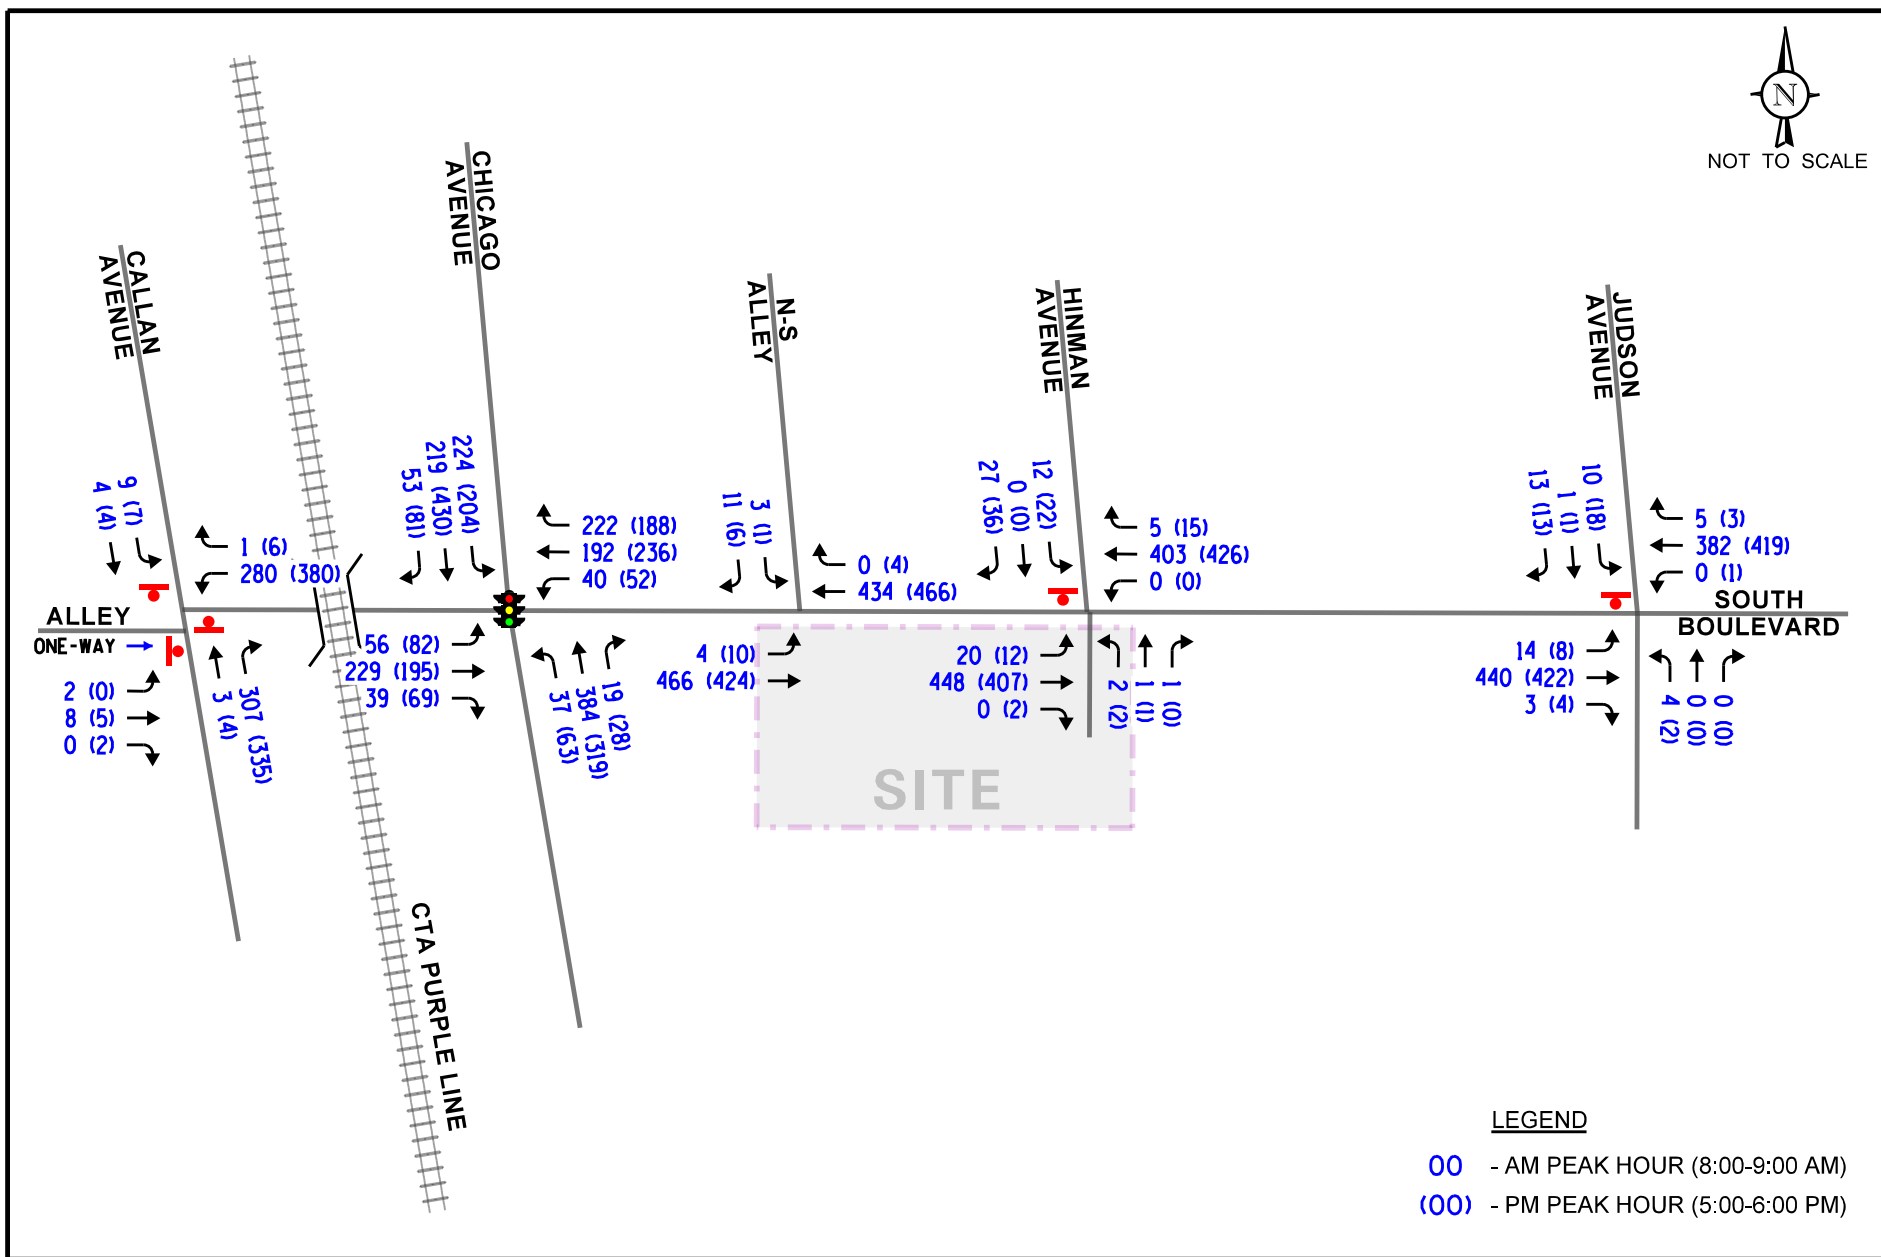 N
NOT TO SCALE
CHICAGO
AVENUE
CALLAN
AVENUE
N-S
ALLEY
HINMAN
AVENUE
JUDSON
AVENUE
9 (7)
4 (4)
1 (6)
280 (380)
224 (204)
219 (430)
53 (81)
222 (188)
192 (236)
40 (52)
3 (1)
11 (6)
0 (4)
434 (466)
12 (22)
0 (0)
27 (36)
5 (15)
403 (426)
0 (0)
10 (18)
1 (1)
13 (13)
5 (3)
382 (419)
0 (1)
SOUTH
BOULEVARD
ALLEY
ONE-WAY
2 (0)
8 (5)
0 (2)
3 (4)
307 (335)
56 (82)
229 (195)
39 (69)
37 (63)
384 (319)
19 (28)
4 (10)
466 (424)
20 (12)
448 (407)
0 (2)
2 (2)
1 (1)
1 (0)
14 (8)
440 (422)
3 (4)
4 (2)
0 (0)
0 (0)
SITE
CTA PURPLE LINE
LEGEND
00 - AM PEAK HOUR (8:00-9:00 AM)
(00) - PM PEAK HOUR (5:00-6:00 PM)